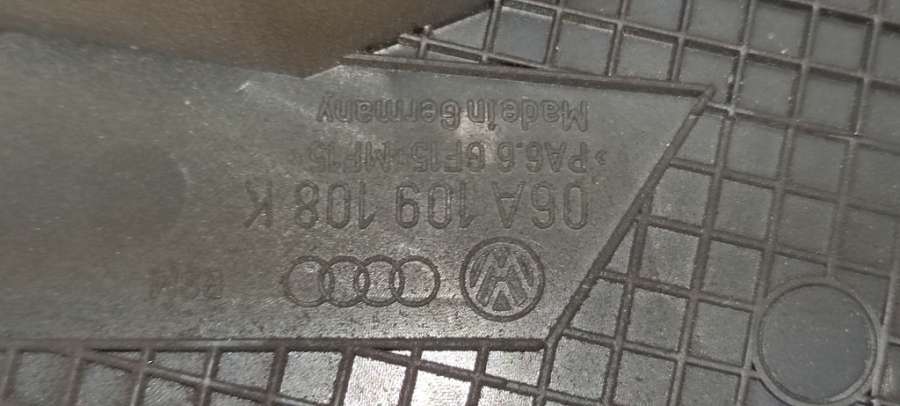 06A 109 108 K
>PA6.6 GF15-MF15<
Made in Germany